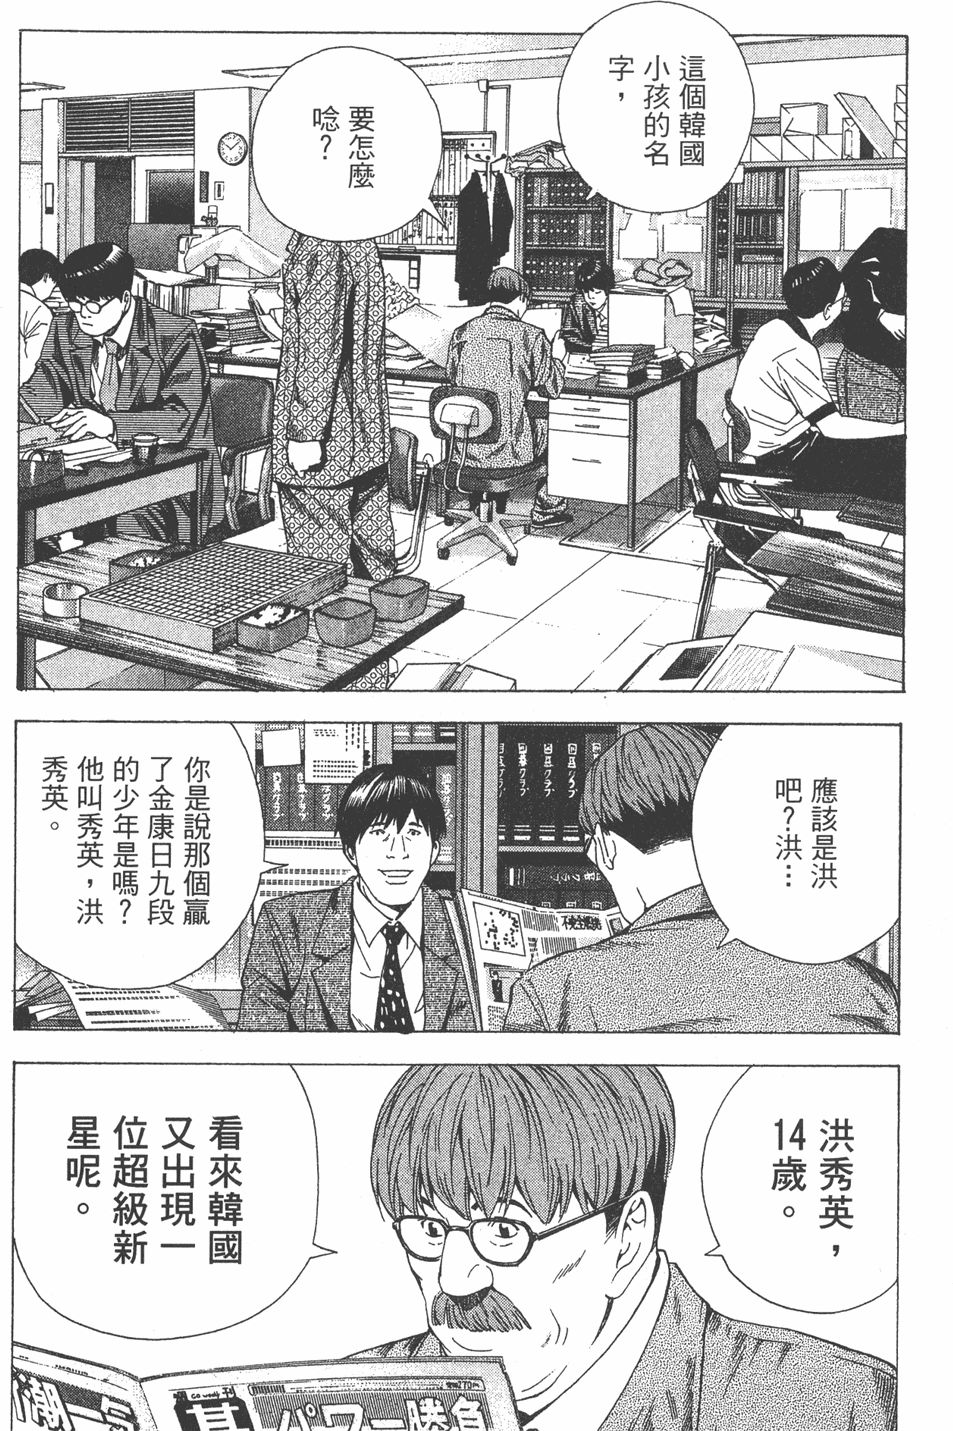 這個韓國
小孩的名
字，
要怎麼
唸？
應該是洪
吧？洪…
你是說那個贏
了金康日九段
的少年是嗎？
他叫秀英，洪
秀英。
洪秀英，
14歲。
看來韓國
又出現一
位超級新
星呢。
パワー勝負